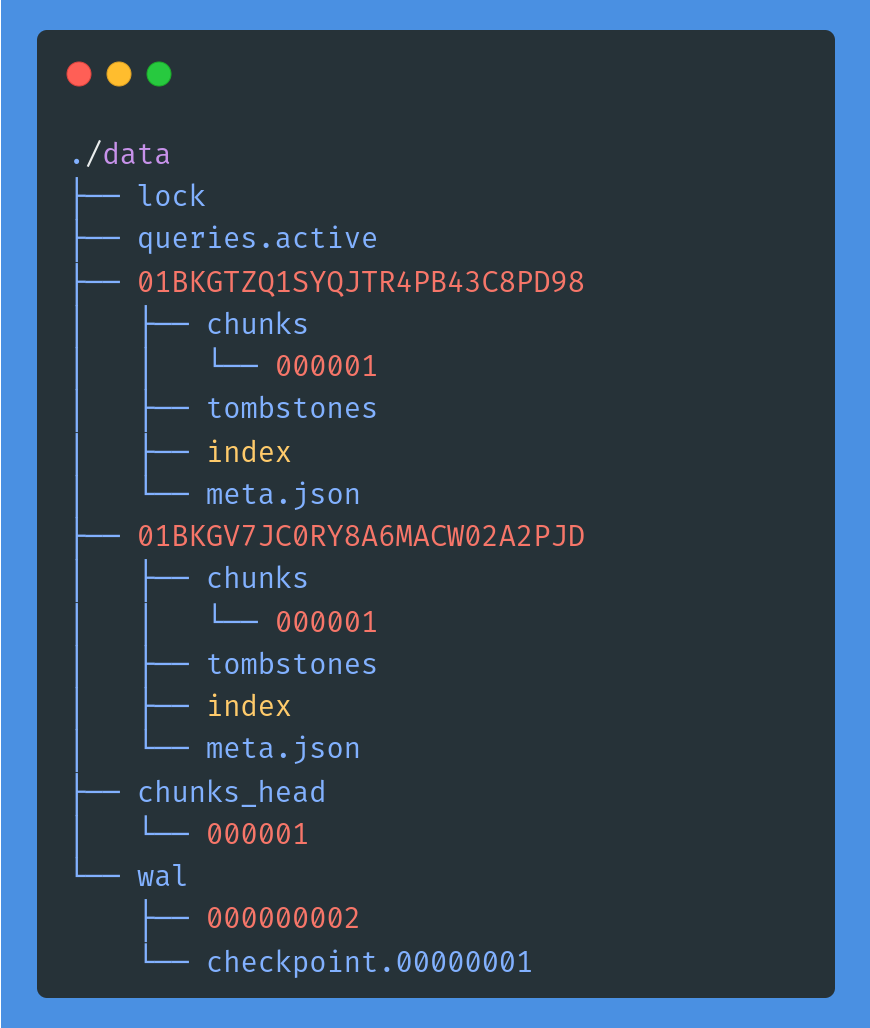 ./data
├── lock
├── queries.active
├── 01BKGTZQ1SYQJTR4PB43C8PD98
│   ├── chunks
│   │   └── 000001
│   ├── tombstones
│   ├── index
│   └── meta.json
├── 01BKGV7JC0RY8A6MACW02A2PJD
│   ├── chunks
│   │   └── 000001
│   ├── tombstones
│   ├── index
│   └── meta.json
├── chunks_head
│   └── 000001
└── wal
    ├── 000000002
    └── checkpoint.00000001